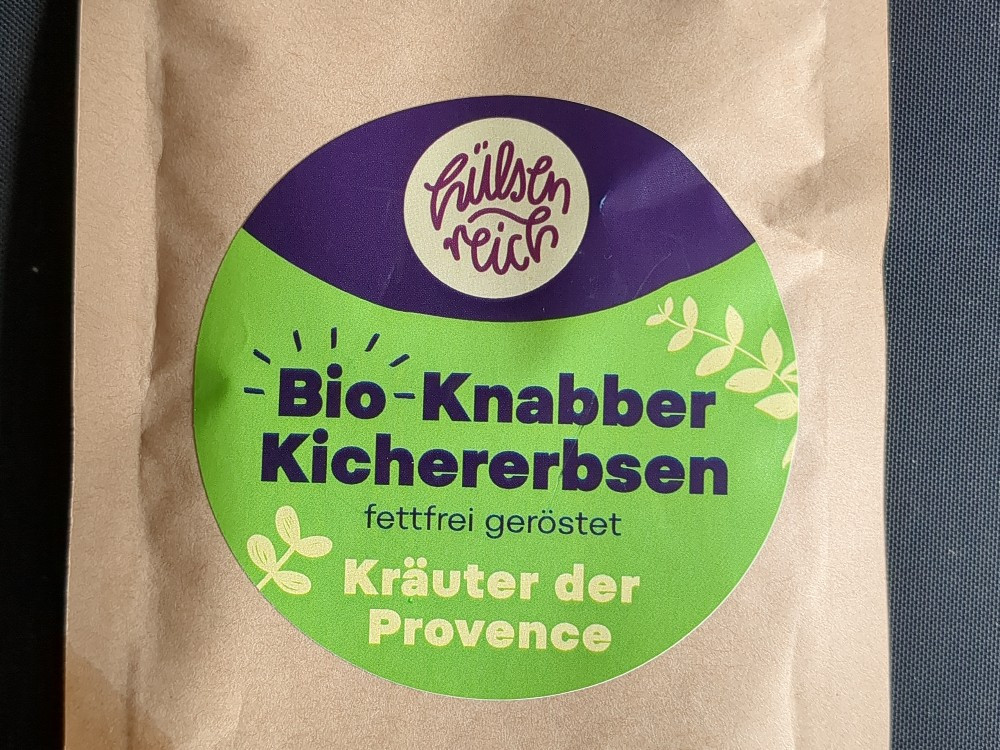 hülsen
reich
Bio-Knabber
Kichererbsen
fettfrei geröstet
Kräuter der
Provence